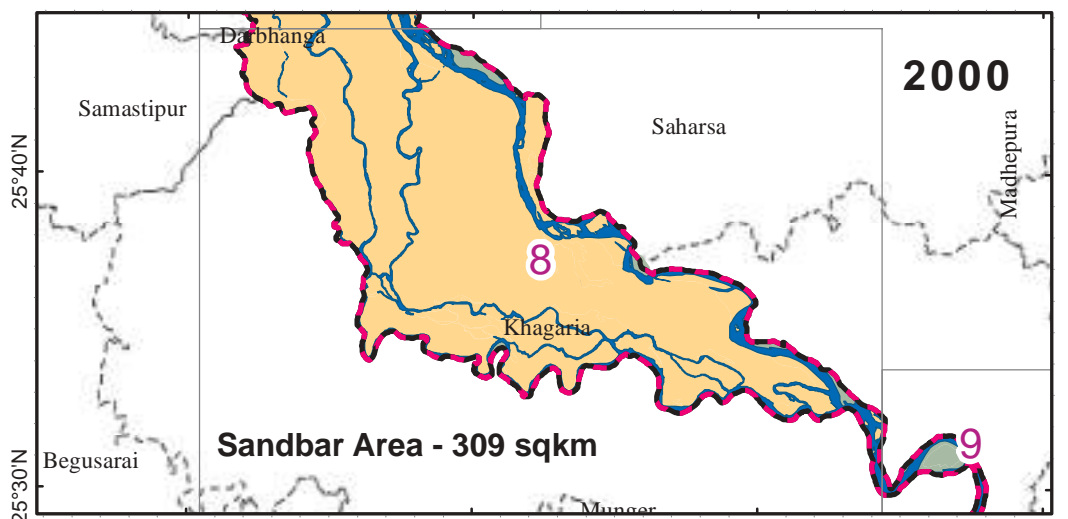 Darbhanga
2000
Samastipur
Saharsa
Madhepura
25°40'N
8
Khagaria
Sandbar Area - 309 sqkm
9
Begusarai
25°30'N
Munger